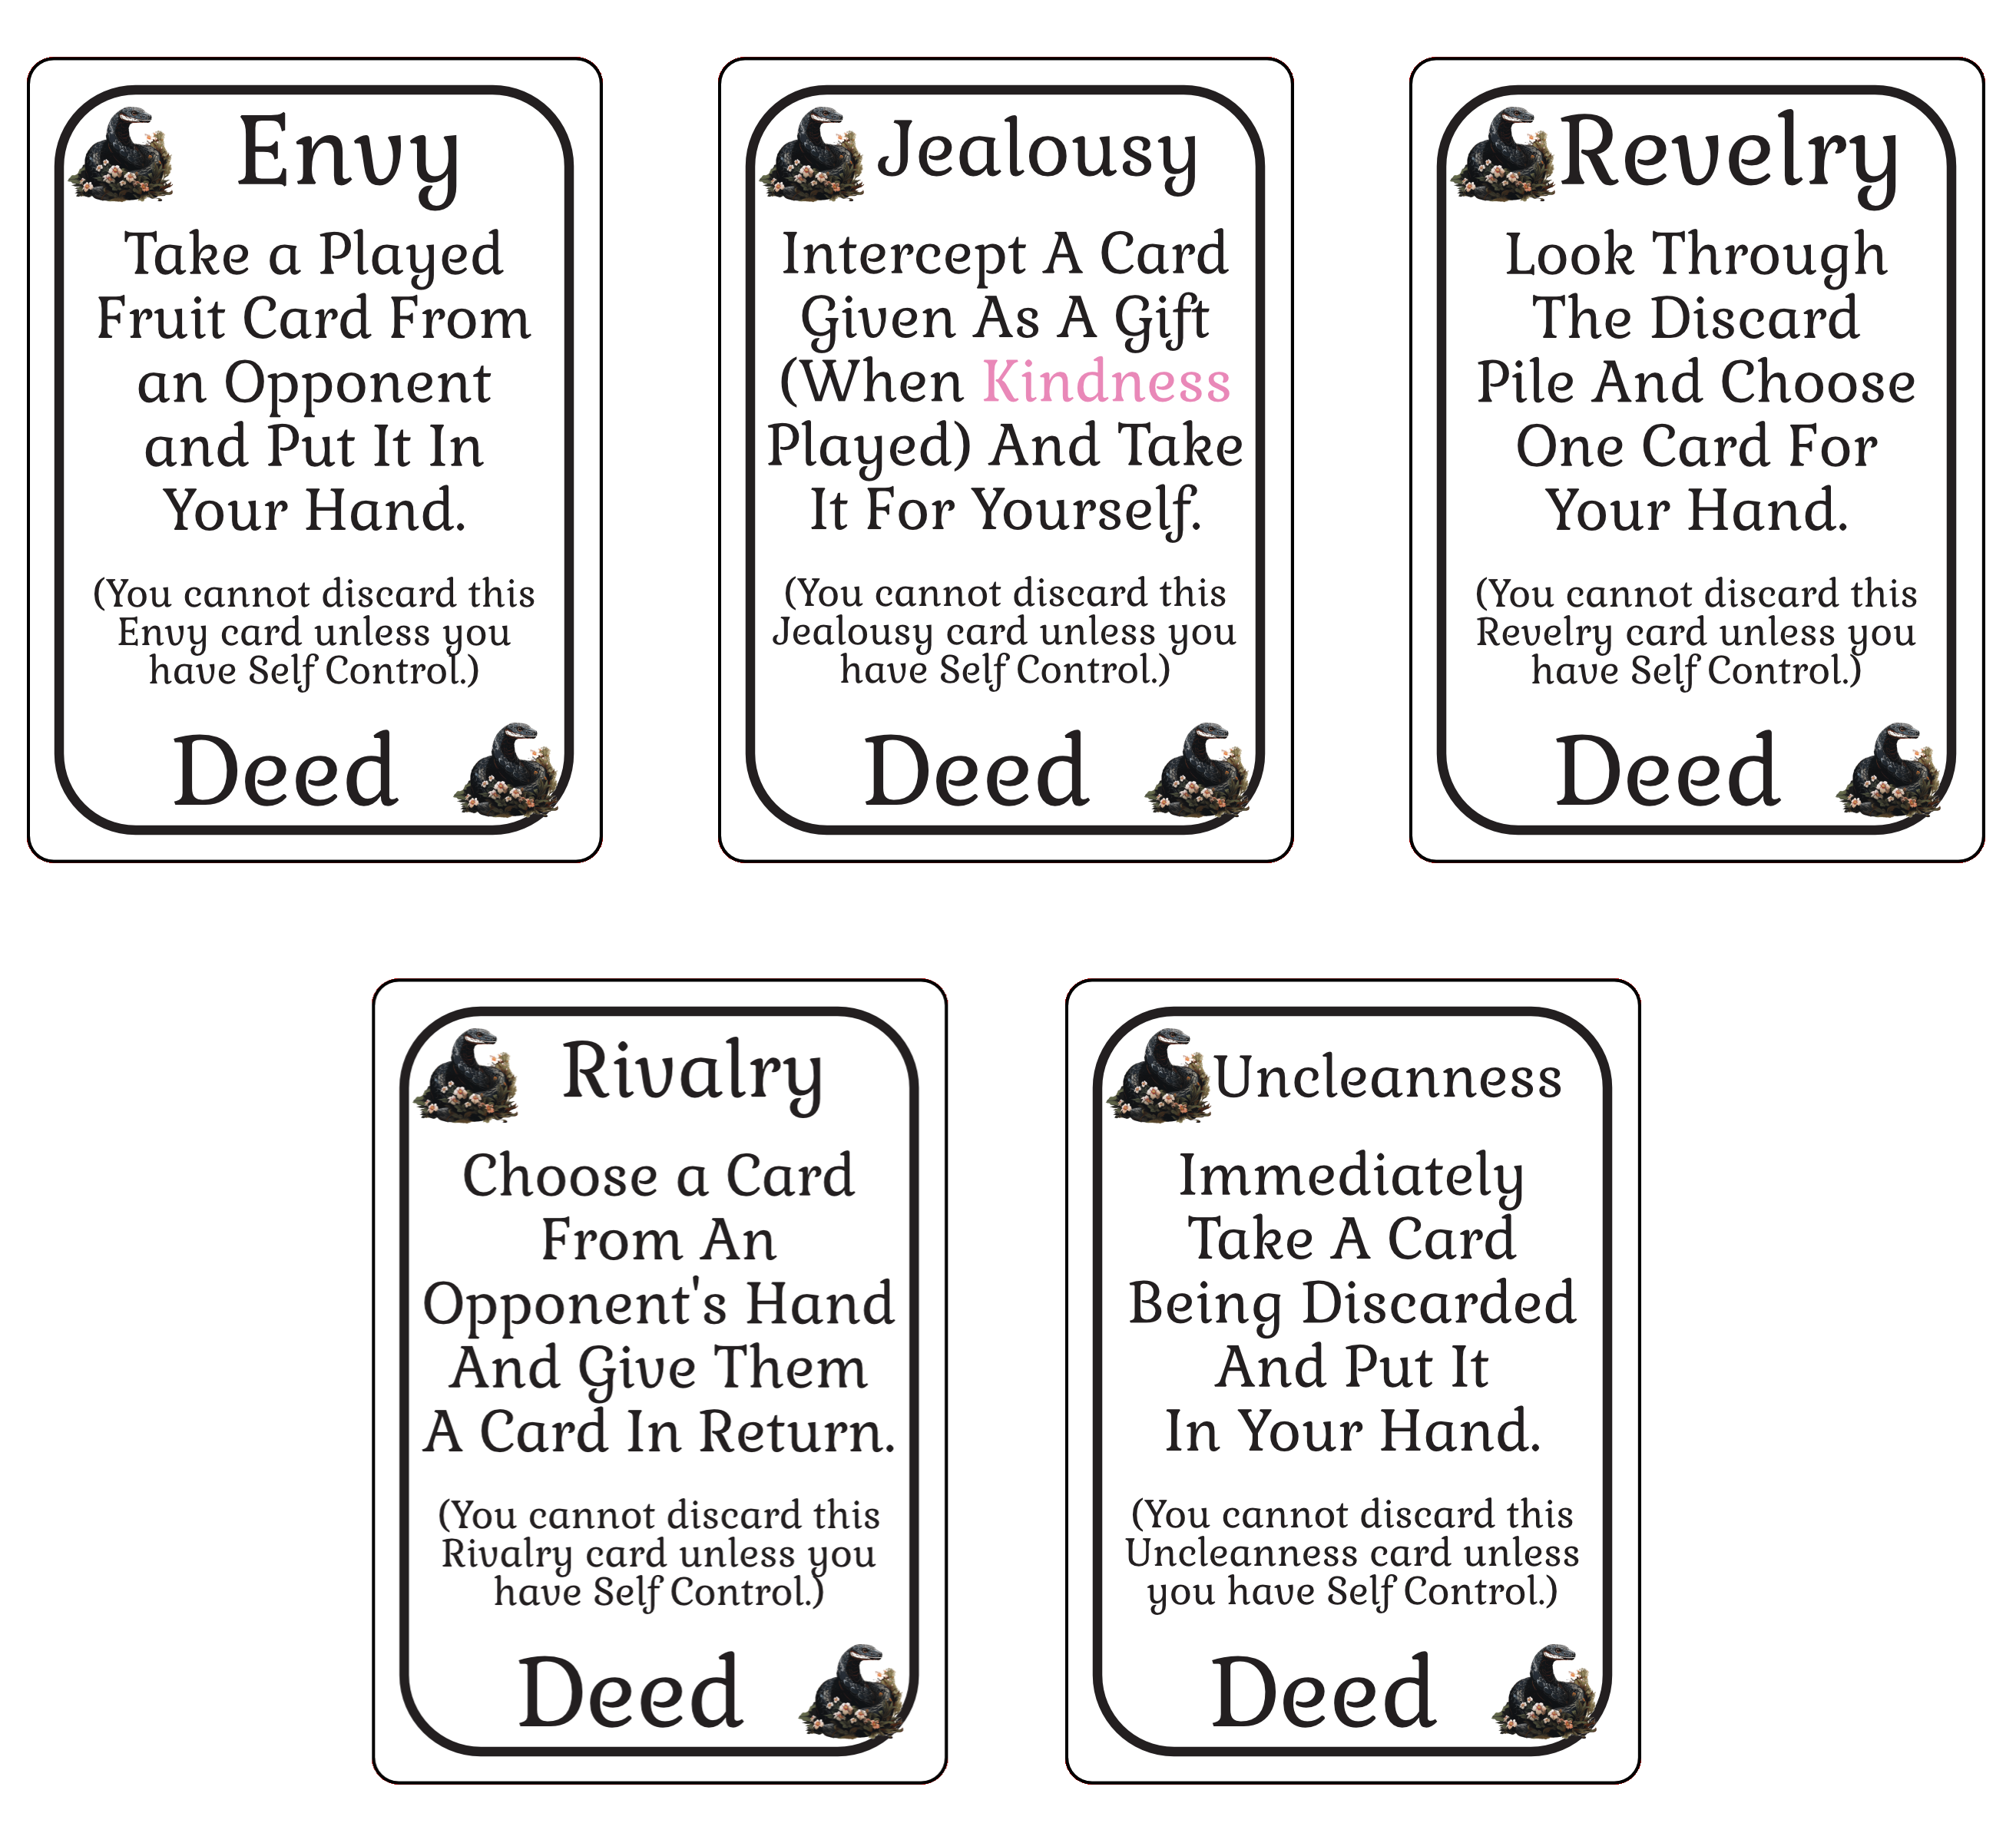 Envy
Take a Played
Fruit Card From
an Opponent
and Put It In
Your Hand.
(You cannot discard this
Envy card unless you
have Self Control.)
Deed
Jealousy
Intercept A Card
Given As A Gift
(When Kindness
Played) And Take
It For Yourself.
(You cannot discard this
Jealousy card unless you
have Self Control.)
Deed
Revelry
Look Through
The Discard
Pile And Choose
One Card For
Your Hand.
(You cannot discard this
Revelry card unless you
have Self Control.)
Deed
Rivalry
Choose a Card
From An
Opponent's Hand
And Give Them
A Card In Return.
(You cannot discard this
Rivalry card unless you
have Self Control.)
Deed
Uncleanness
Immediately
Take A Card
Being Discarded
And Put It
In Your Hand.
(You cannot discard this
Uncleanness card unless
you have Self Control.)
Deed